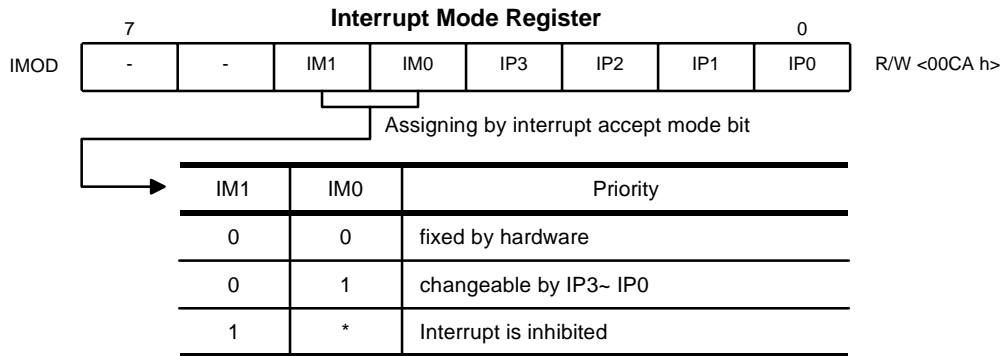 Interrupt Mode Register
7 0
IMOD - - IM1 IM0 IP3 IP2 IP1 IP0 R/W <00CA h>
Assigning by interrupt accept mode bit
IM1 IM0 Priority
0 0 fixed by hardware
0 1 changeable by IP3~ IP0
1 * Interrupt is inhibited